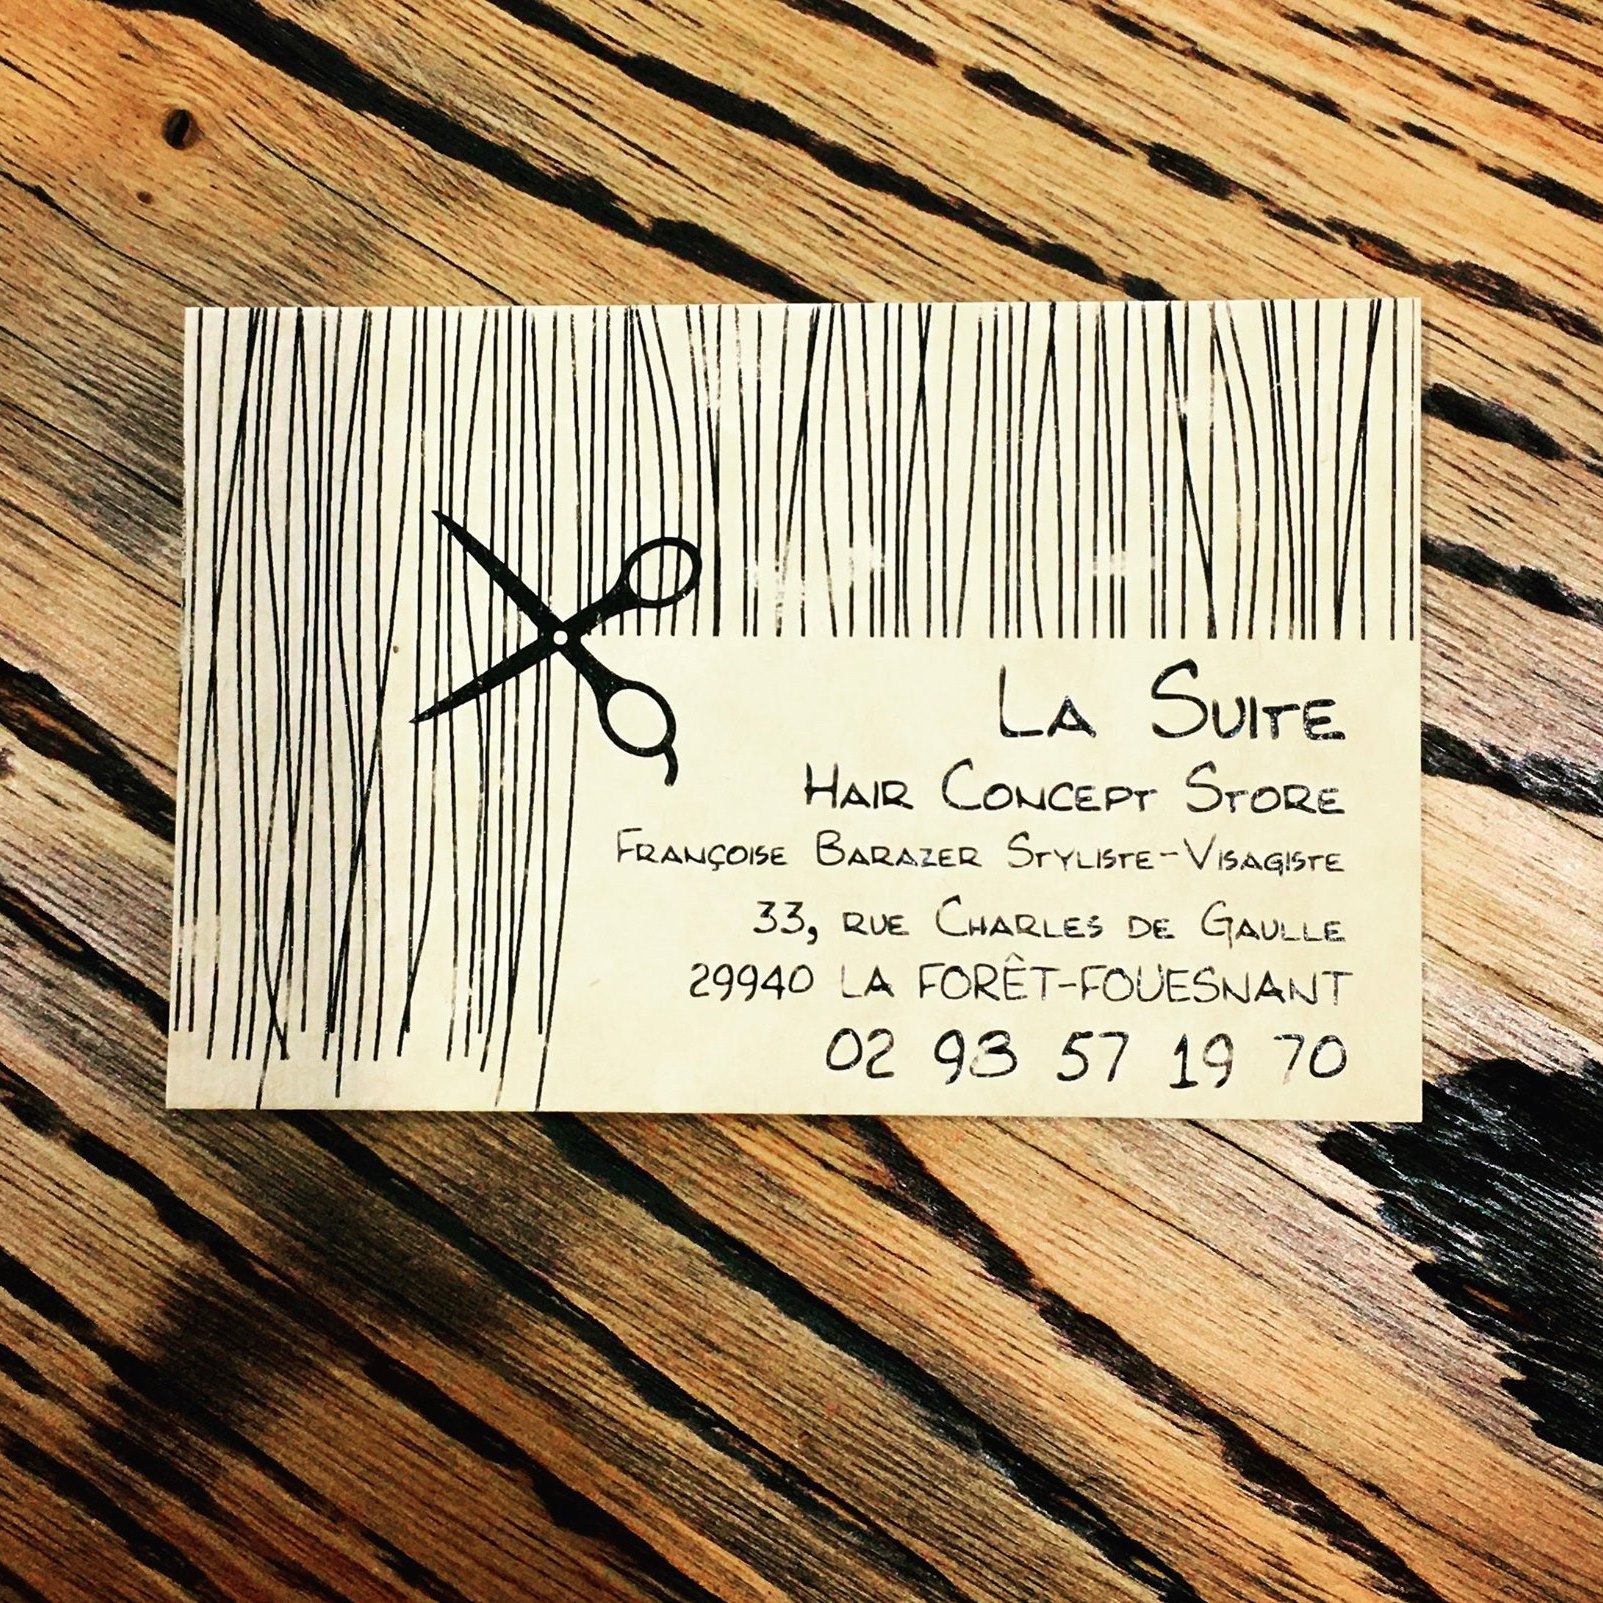 La Suite
Hair Concept Store
Françoise Barazer Styliste-Visagiste
33, rue Charles de Gaulle
29940 LA FORÊT-FOUESNANT
02 98 57 19 70